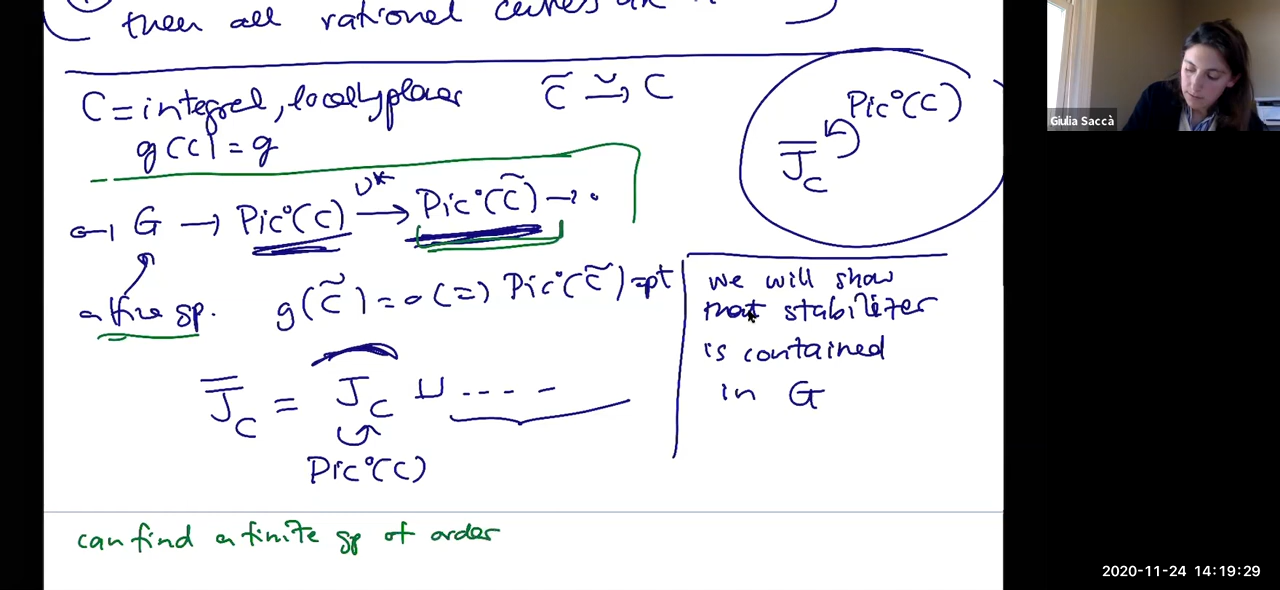 then all rational
C = integral, locally planar C̃ →ν C
g(C) = g
0→ G → Pic°(C) →ν* Pic°(C̃) → 0
affine gp.
g(C̃) = 0 (=) Pic°(C̃) = pt
J̄_C = J_C ⊔ ....
Pic°(C)
Pic°(C)
J̄_C
we will show
that stabilizer
is contained
in G
can find a finite gp of order
Giulia Saccà
2020-11-24 14:19:29